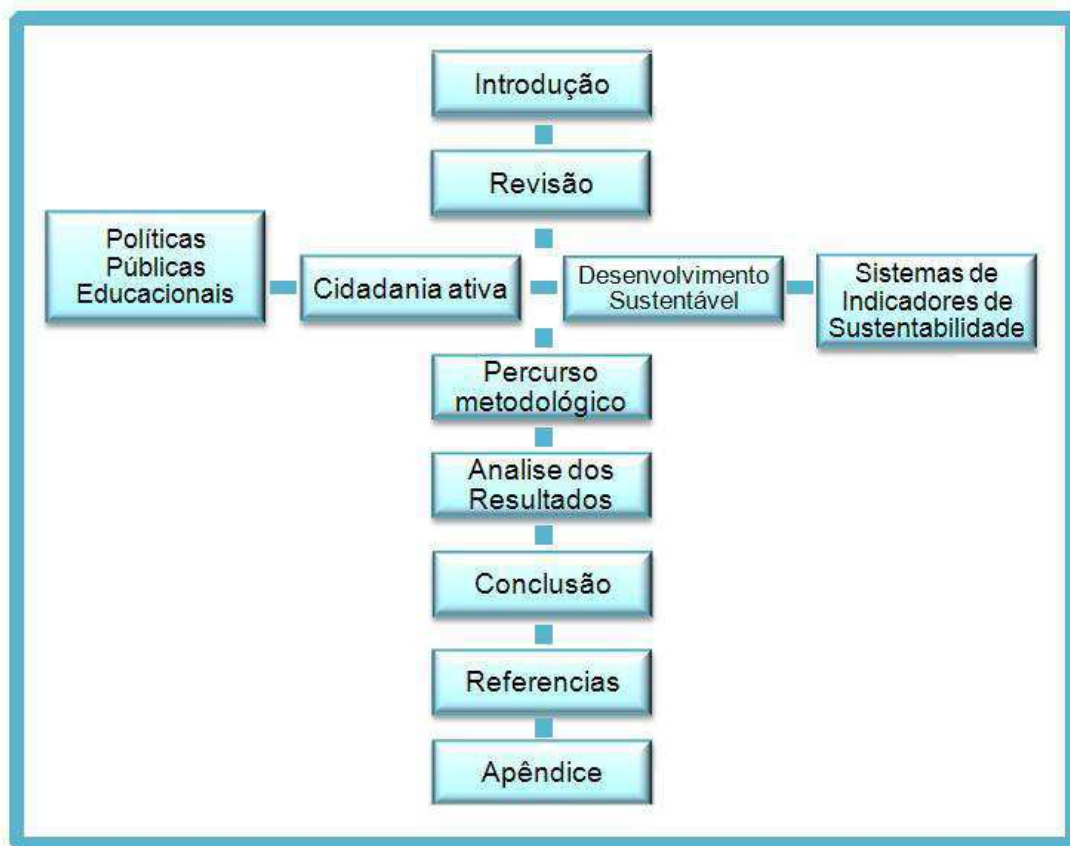 Introdução
Revisão
Políticas
Públicas
Educacionais
Cidadania ativa
Desenvolvimento
Sustentável
Sistemas de
Indicadores de
Sustentabilidade
Percurso
metodológico
Analise dos
Resultados
Conclusão
Referencias
Apêndice